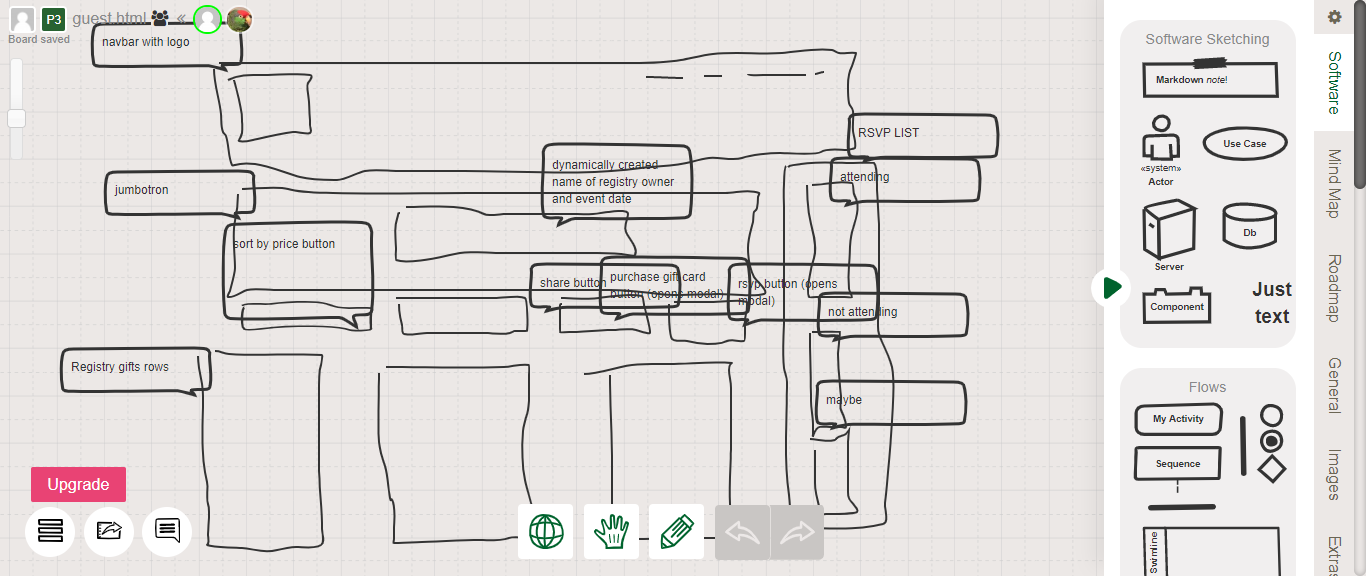 P3 guest.html «
Board saved
navbar with logo
RSVP LIST
dynamically created
name of registry owner
and event date
attending
jumbotron
sort by price button
share button
purchase gift card
button (opens modal)
rsvp button (opens
modal)
not attending
Registry gifts rows
maybe
Upgrade
Software Sketching
Markdown note!
«system»
Actor
Use Case
Server
Db
Component
Just
text
Flows
My Activity
Sequence
Swimline
Software
Mind Map
Roadmap
General
Images
Extras